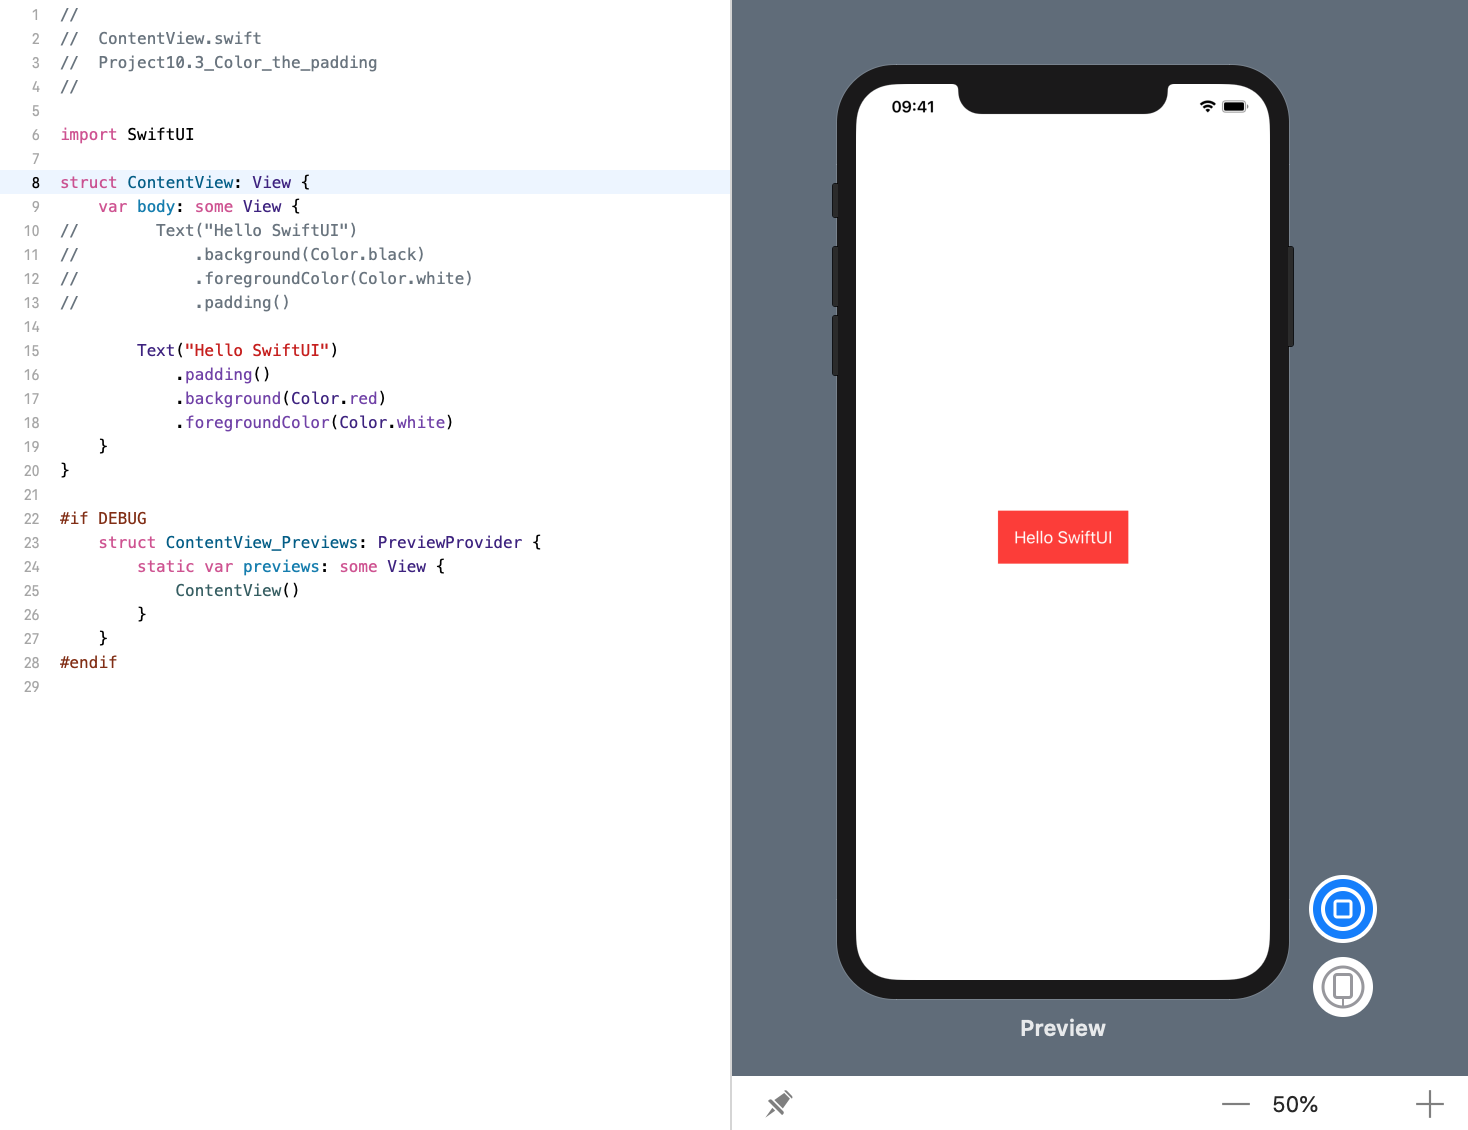 1 //
2 //  ContentView.swift
3 //  Project10.3_Color_the_padding
4 //
5
6 import SwiftUI
7
8 struct ContentView: View {
9     var body: some View {
10 //        Text("Hello SwiftUI")
11 //            .background(Color.black)
12 //            .foregroundColor(Color.white)
13 //            .padding()
14
15         Text("Hello SwiftUI")
16             .padding()
17             .background(Color.red)
18             .foregroundColor(Color.white)
19     }
20 }
21
22 #if DEBUG
23     struct ContentView_Previews: PreviewProvider {
24         static var previews: some View {
25             ContentView()
26         }
27     }
28 #endif
29
09:41
Hello SwiftUI
Preview
50%